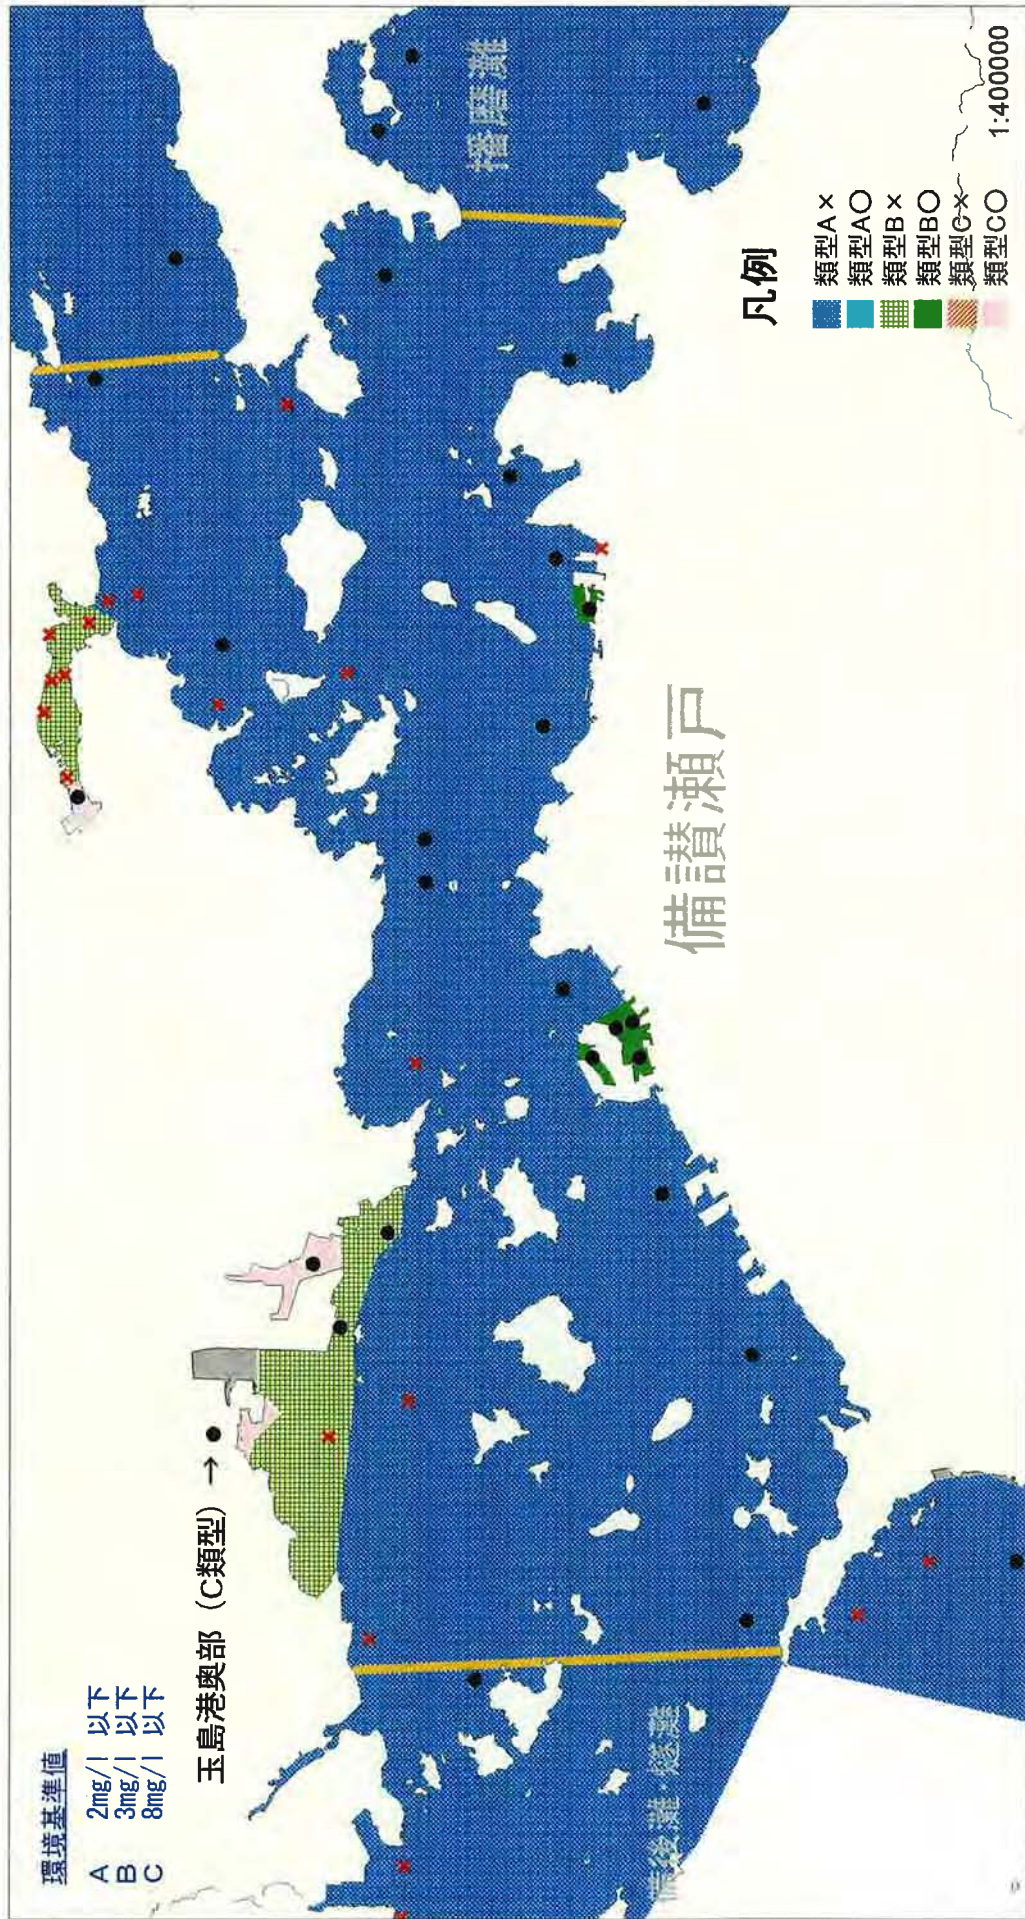 環境基準値
A 2mg/l 以下
B 3mg/l 以下
C 8mg/l 以下
玉島港奥部（C類型）→
備後灘・燧灘
備讃瀬戸
播磨灘
凡例
類型A×
類型A○
類型B×
類型B○
類型C×
類型C○
1:400000